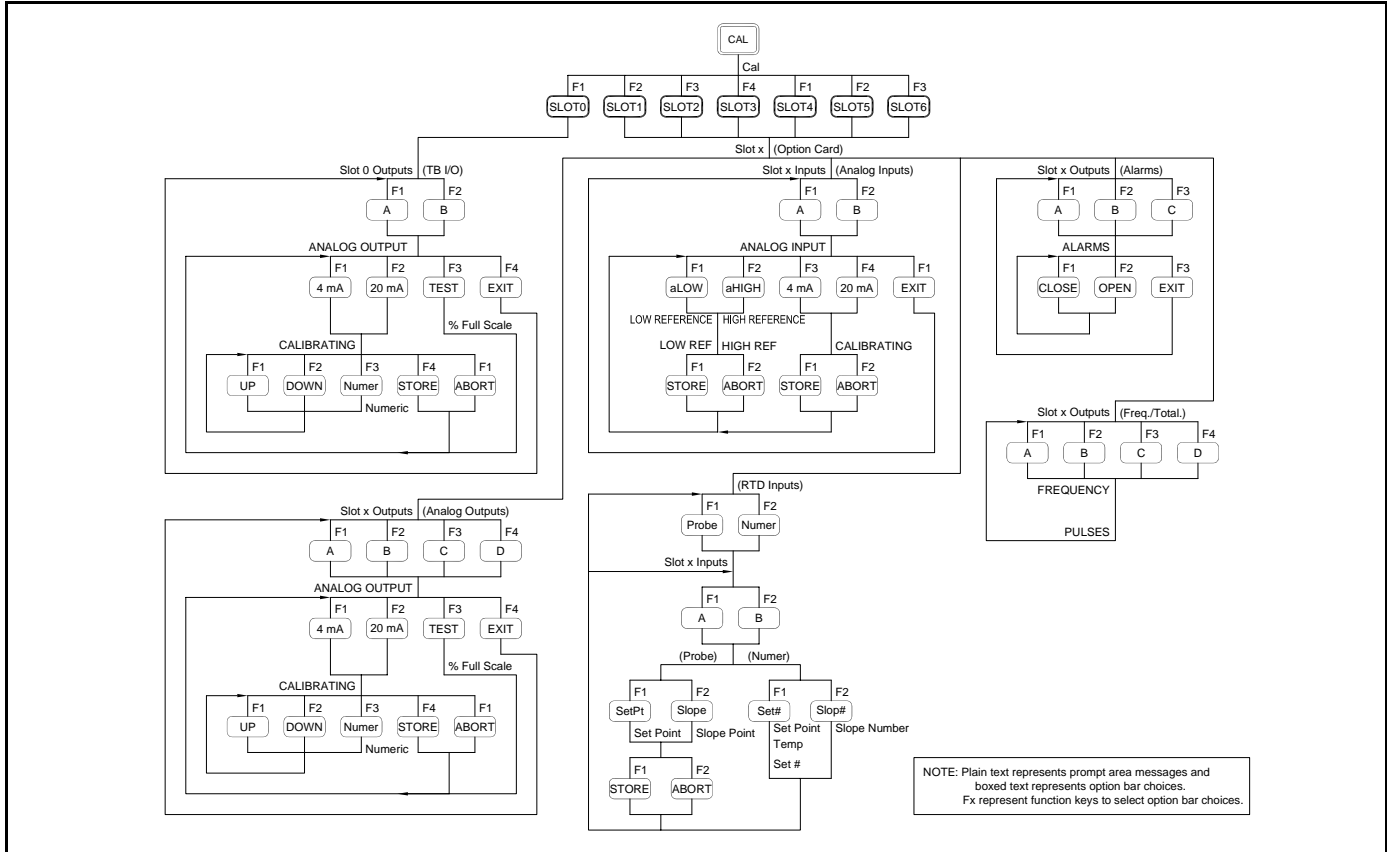 CAL
Cal
F1 F2 F3 F4 F1 F2 F3
SLOT0 SLOT1 SLOT2 SLOT3 SLOT4 SLOT5 SLOT6
Slot x (Option Card)
Slot 0 Outputs (TB I/O)
F1 F2
A B
ANALOG OUTPUT
F1 F2 F3 F4
4 mA 20 mA TEST EXIT
% Full Scale
CALIBRATING
F1 F2 F3 F4 F1
UP DOWN Numer STORE ABORT
Numeric
Slot x Inputs (Analog Inputs)
F1 F2
A B
ANALOG INPUT
F1 F2 F3 F4 F1
aLOW aHIGH 4 mA 20 mA EXIT
LOW REFERENCE HIGH REFERENCE
LOW REF HIGH REF CALIBRATING
F1 F2 F1 F2
STORE ABORT STORE ABORT
Slot x Outputs (Alarms)
F1 F2 F3
A B C
ALARMS
F1 F2 F3
CLOSE OPEN EXIT
Slot x Outputs (Freq./Total.)
F1 F2 F3 F4
A B C D
FREQUENCY
PULSES
Slot x Outputs (Analog Outputs)
F1 F2 F3 F4
A B C D
ANALOG OUTPUT
F1 F2 F3 F4
4 mA 20 mA TEST EXIT
% Full Scale
CALIBRATING
F1 F2 F3 F4 F1
UP DOWN Numer STORE ABORT
Numeric
(RTD Inputs)
F1 F2
Probe Numer
Slot x Inputs
F1 F2
A B
(Probe) (Numer)
F1 F2 F1 F2
SetPt Slope Set# Slop#
Set Point Slope Point Set Point Slope Number
Temp
Set #
F1 F2
STORE ABORT
NOTE: Plain text represents prompt area messages and
boxed text represents option bar choices.
Fx represent function keys to select option bar choices.